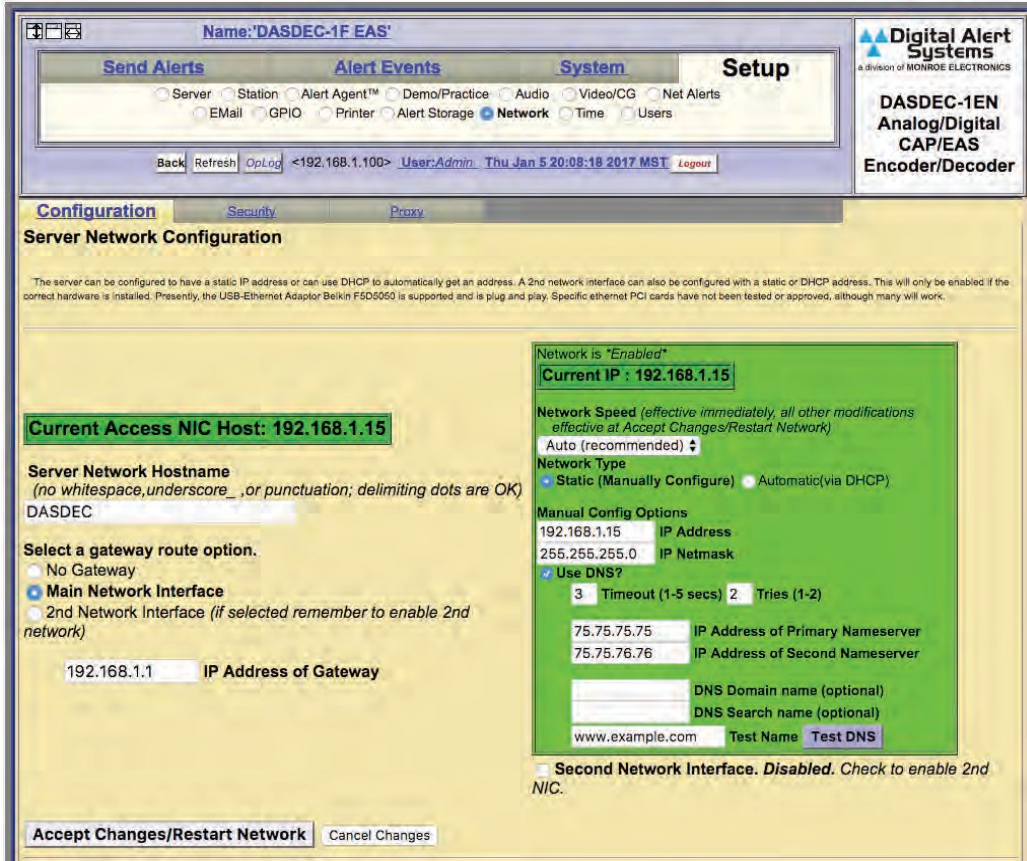 Name:'DASDEC-1F EAS'
Send Alerts Alert Events System Setup
Server Station Alert Agent™ Demo/Practice Audio Video/CG Net Alerts
EMail GPIO Printer Alert Storage Network Time Users
Back Refresh OpLog <192.168.1.100> User:Admin Thu Jan 5 20:08:18 2017 MST Logout
Digital Alert
Systems
a division of MONROE ELECTRONICS
DASDEC-1EN
Analog/Digital
CAP/EAS
Encoder/Decoder
Configuration Security Proxy
Server Network Configuration
The server can be configured to have a static IP address or can use DHCP to automatically get an address. A 2nd network interface can also be configured with a static or DHCP address. This will only be enabled if the
correct hardware is installed. Presently, the USB-Ethernet Adaptor Belkin F5D5050 is supported and is plug and play. Specific ethernet PCI cards have not been tested or approved, although many will work.
Current Access NIC Host: 192.168.1.15
Server Network Hostname
(no whitespace,underscore_ ,or punctuation; delimiting dots are OK)
DASDEC
Select a gateway route option.
No Gateway
Main Network Interface
2nd Network Interface (if selected remember to enable 2nd
network)
192.168.1.1 IP Address of Gateway
Network is *Enabled*
Current IP : 192.168.1.15
Network Speed (effective immediately, all other modifications
effective at Accept Changes/Restart Network)
Auto (recommended)
Network Type
Static (Manually Configure) Automatic(via DHCP)
Manual Config Options
192.168.1.15 IP Address
255.255.255.0 IP Netmask
Use DNS?
3 Timeout (1-5 secs) 2 Tries (1-2)
75.75.75.75 IP Address of Primary Nameserver
75.75.76.76 IP Address of Second Nameserver
DNS Domain name (optional)
DNS Search name (optional)
www.example.com Test Name Test DNS
Second Network Interface. Disabled. Check to enable 2nd
NIC.
Accept Changes/Restart Network Cancel Changes